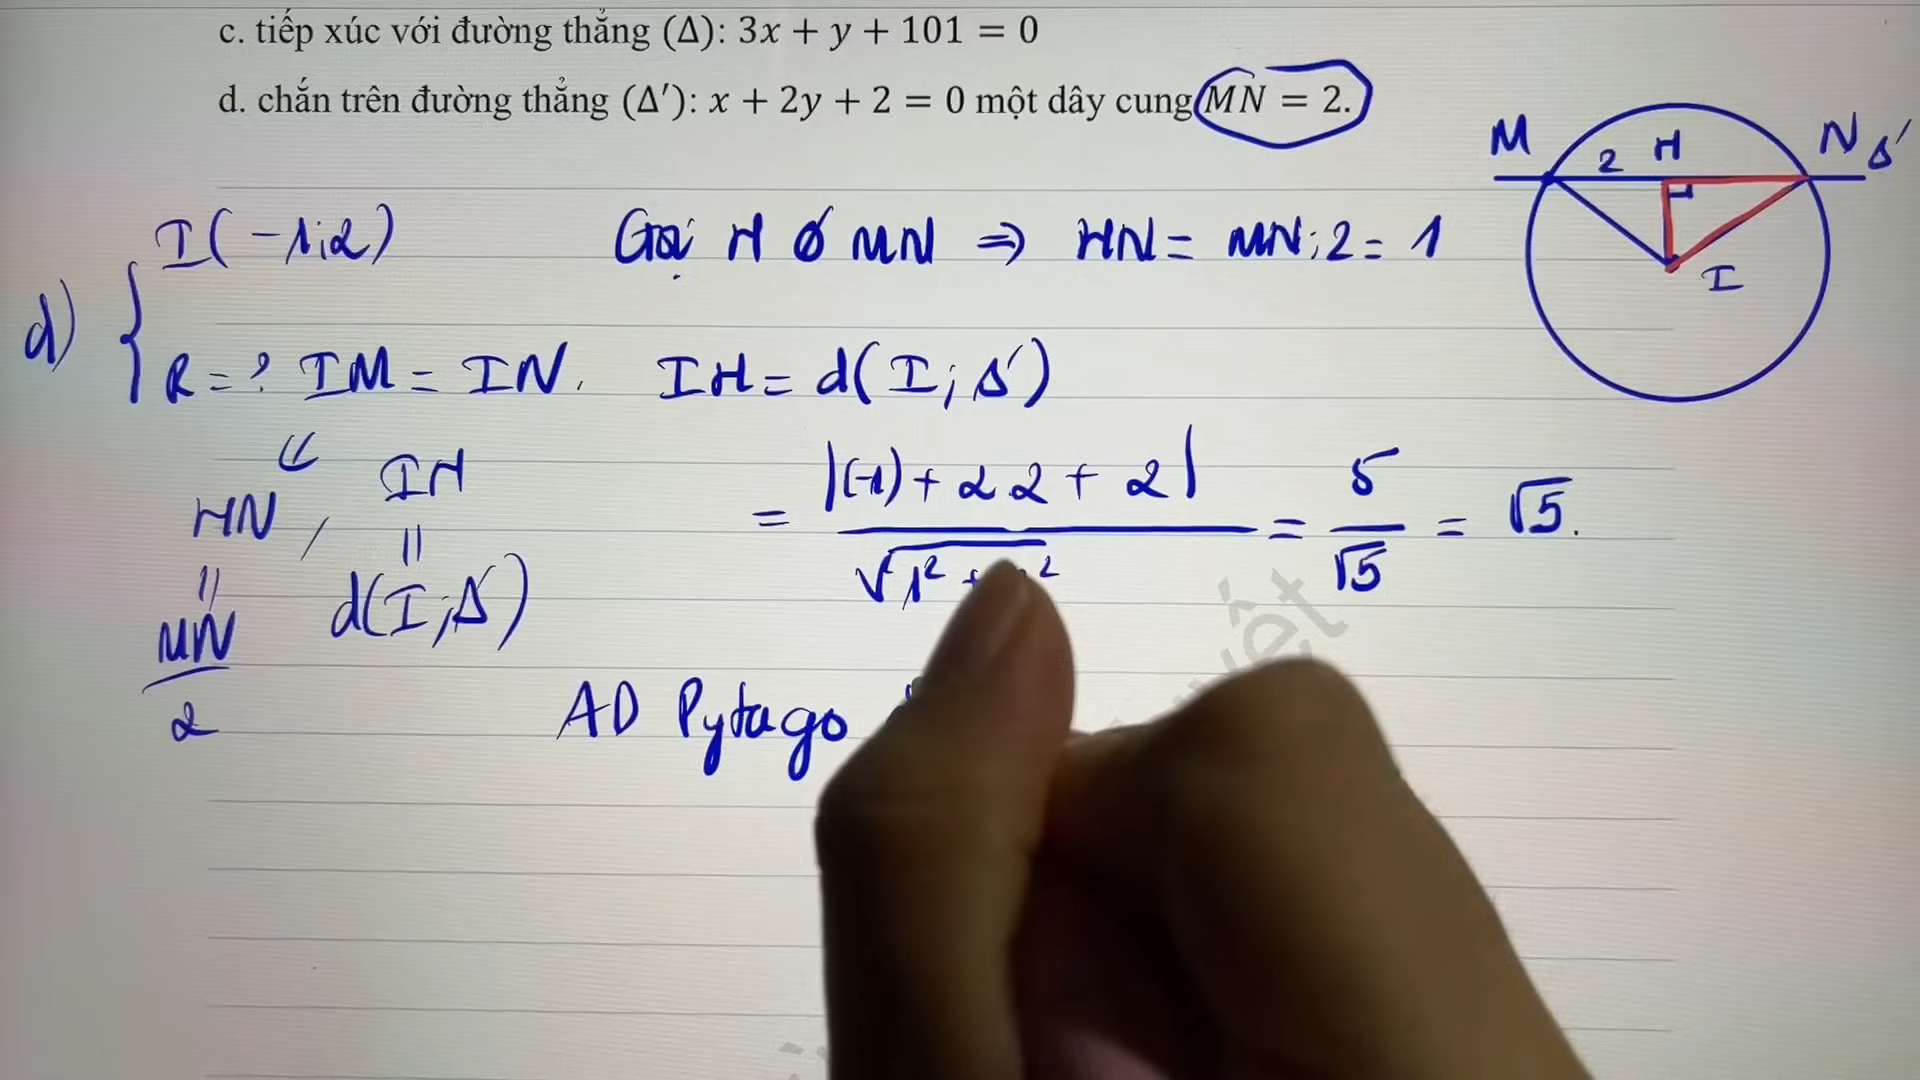 c. tiếp xúc với đường thẳng (Δ): 3x + y + 101 = 0
d. chắn trên đường thẳng (Δ′): x + 2y + 2 = 0 một dây cung MN = 2.
M 2 H N Δ'
I
d)
I(-1;2)
Gọi H ∅ MN ⇒ HN = MN:2 = 1
R = ? IM = IN. IH = d(I;Δ')
HN, IH
= |(-1) + 2.2 + 2| = 5 = √5.
√1² + ² √5
MN d(I;Δ)
2
AD Pytago